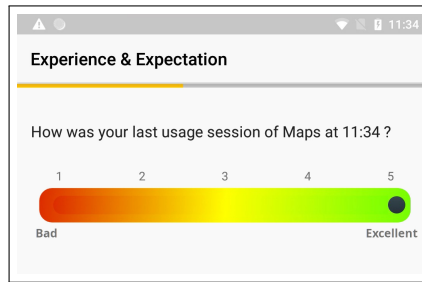 11:34
Experience & Expectation
How was your last usage session of Maps at 11:34 ?
1 2 3 4 5
Bad Excellent